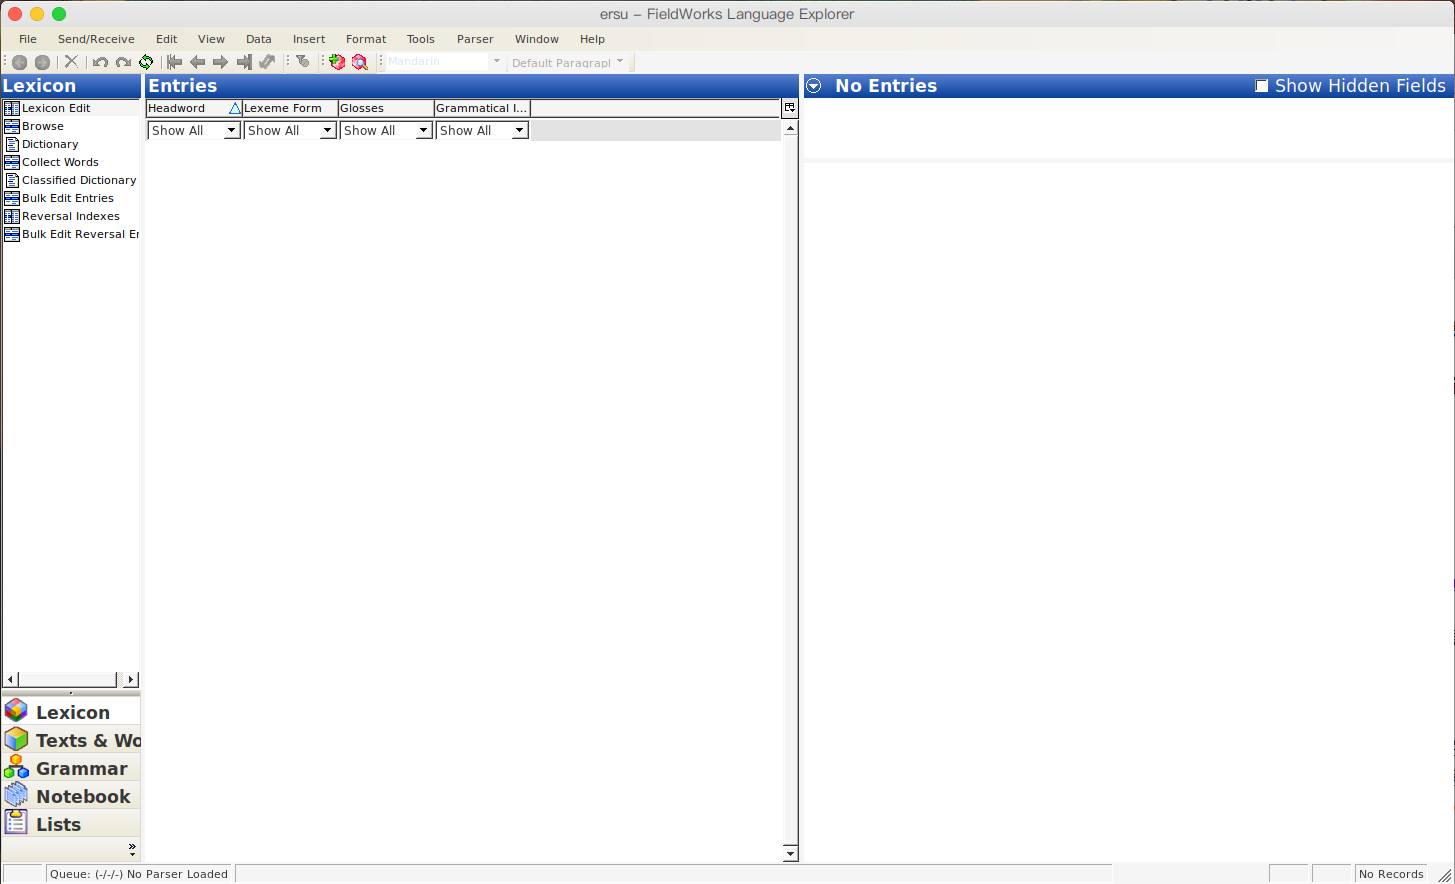 ersu – FieldWorks Language Explorer
File Send/Receive Edit View Data Insert Format Tools Parser Window Help
Mandarin Default Paragrapl
Lexicon
Lexicon Edit
Browse
Dictionary
Collect Words
Classified Dictionary
Bulk Edit Entries
Reversal Indexes
Bulk Edit Reversal Er
Lexicon
Texts & Wo
Grammar
Notebook
Lists
»
Entries
Headword Lexeme Form Glosses Grammatical I...
Show All Show All Show All Show All
No Entries Show Hidden Fields
Queue: (-/-/-) No Parser Loaded No Records